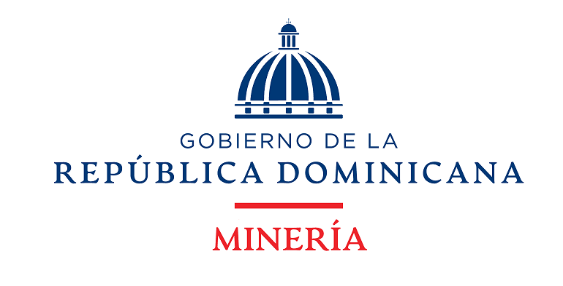 GOBIERNO DE LA
REPÚBLICA DOMINICANA
MINERÍA